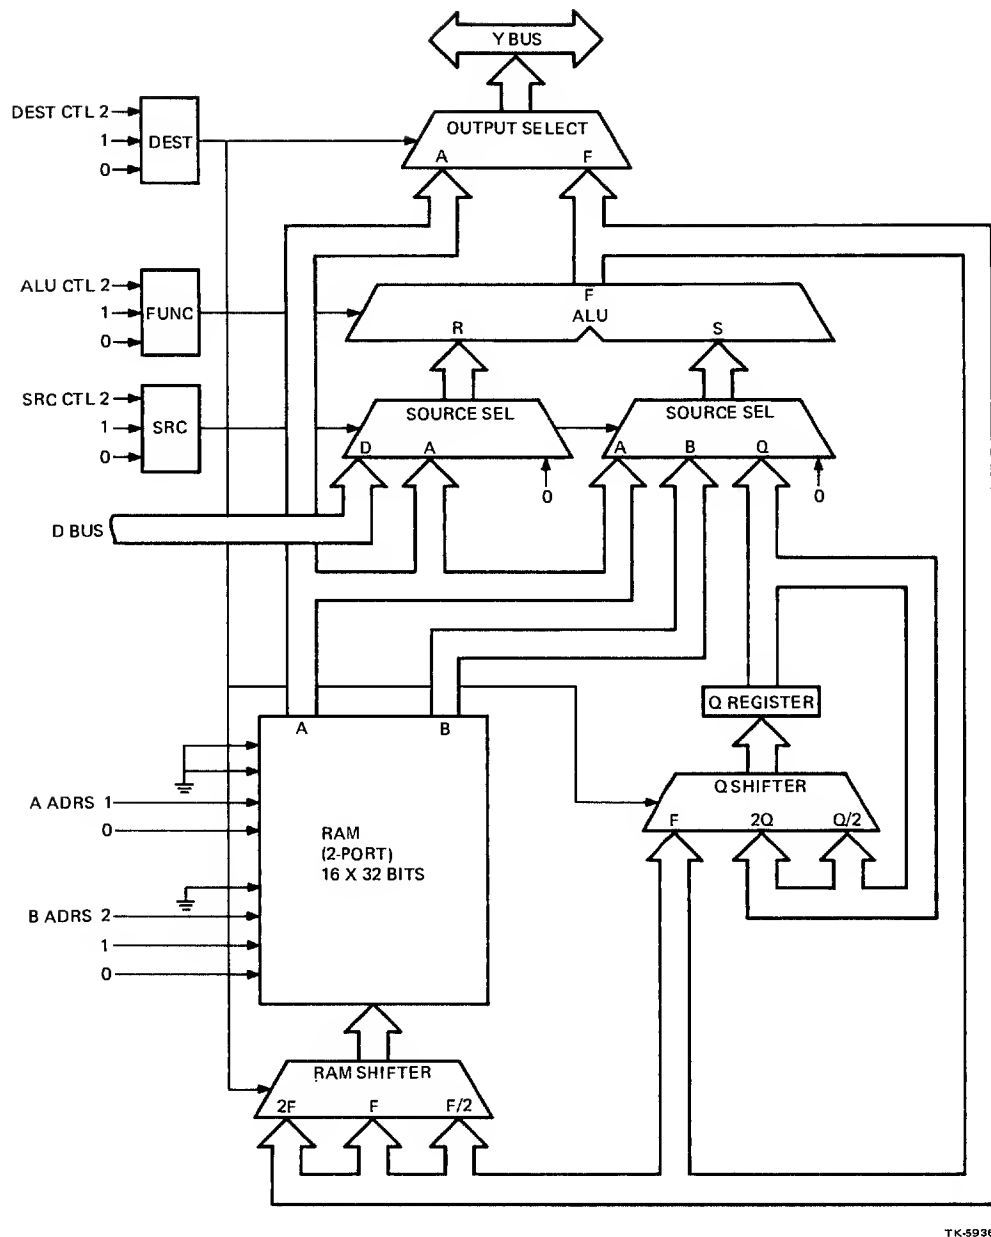 Y BUS
DEST CTL 2
1
0
DEST
OUTPUT SELECT
A F
ALU CTL 2
1
0
FUNC
F
ALU
R S
SRC CTL 2
1
0
SRC
SOURCE SEL
D A
0
SOURCE SEL
A B Q
0
D BUS
Q REGISTER
A B
Q SHIFTER
F 2Q Q/2
A ADRS 1
0
RAM
(2-PORT)
16 X 32 BITS
B ADRS 2
1
0
RAM SHIFTER
2F F F/2
TK-5936